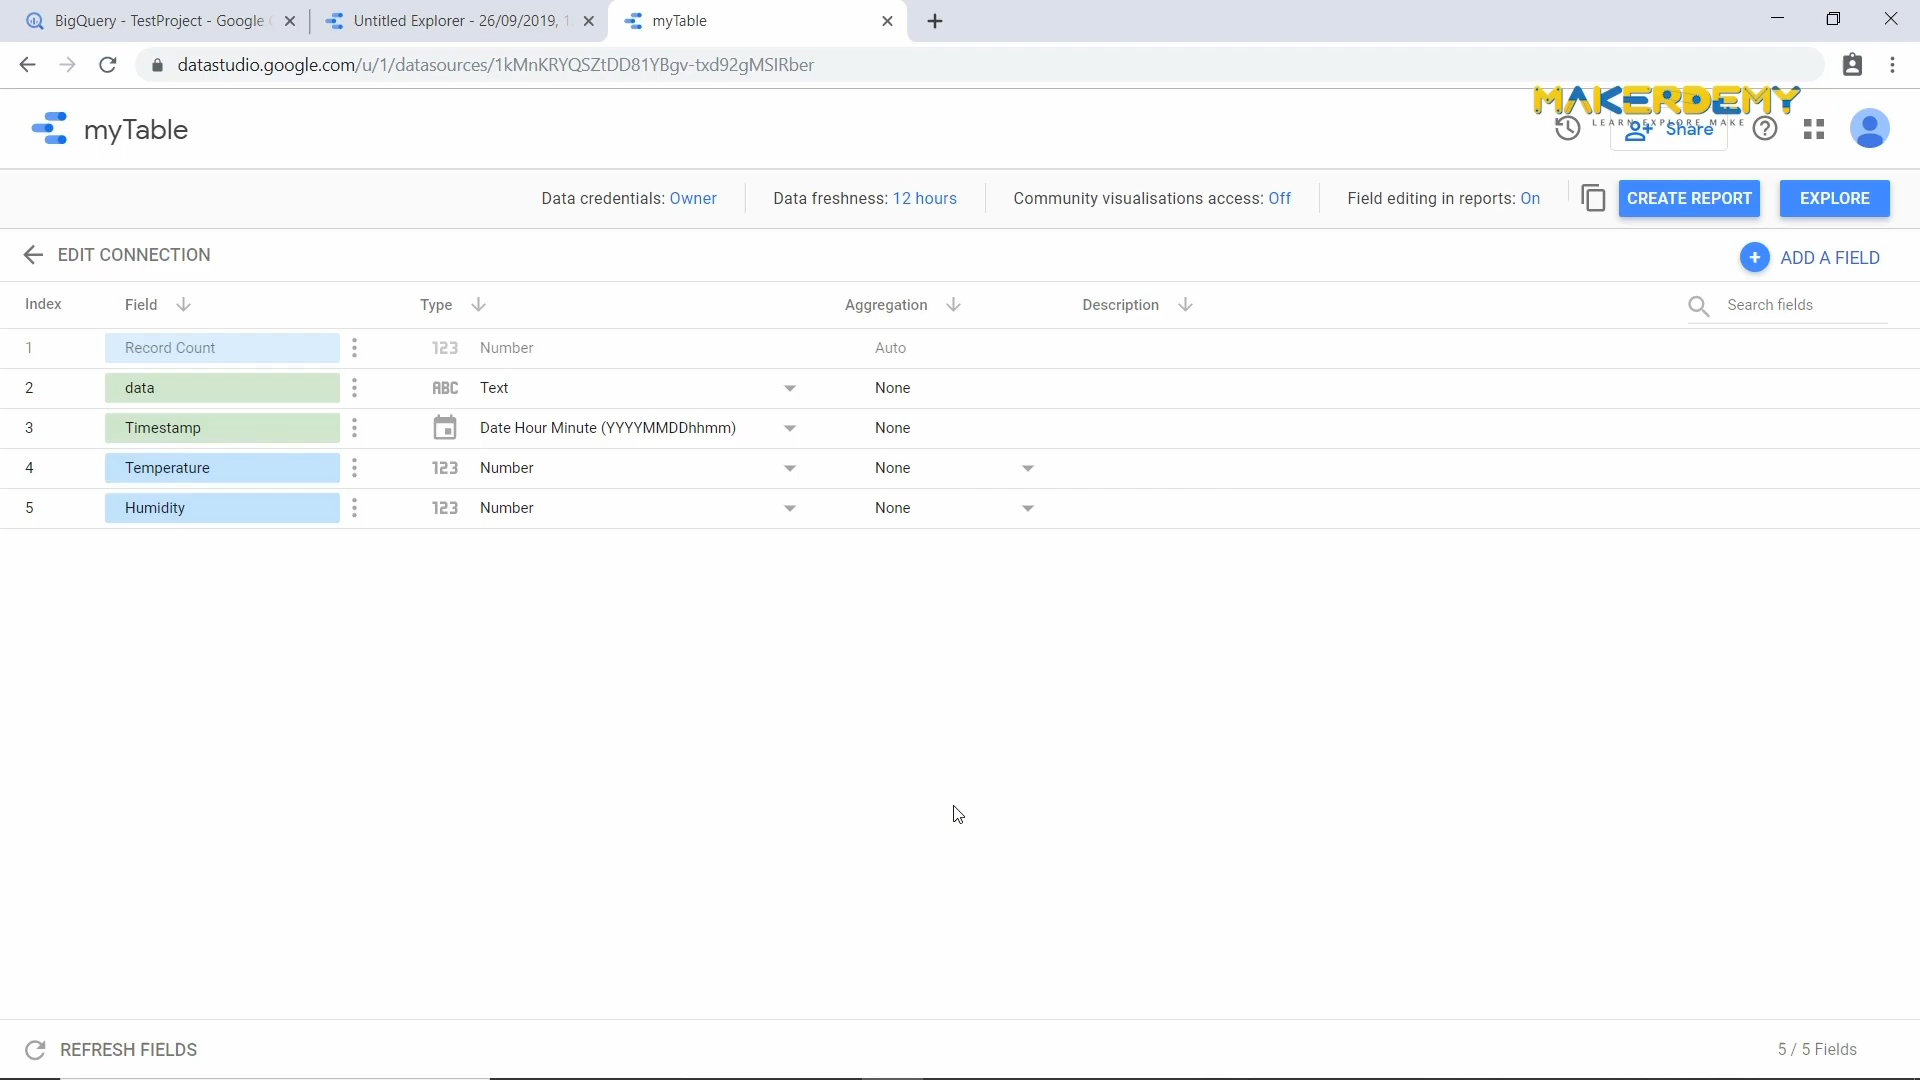 BigQuery - TestProject - Google
Untitled Explorer - 26/09/2019, 1
myTable
datastudio.google.com/u/1/datasources/1kMnKRYQSZtDD81YBgv-txd92gMSIRber
MAKERDEMY
LEARN EXPLORE MAKE
myTable
Share
Data credentials: Owner
Data freshness: 12 hours
Community visualisations access: Off
Field editing in reports: On
CREATE REPORT
EXPLORE
EDIT CONNECTION
ADD A FIELD
Index Field Type Aggregation Description Search fields
1 Record Count 123 Number Auto
2 data ABC Text None
3 Timestamp Date Hour Minute (YYYYMMDDhhmm) None
4 Temperature 123 Number None
5 Humidity 123 Number None
REFRESH FIELDS
5 / 5 Fields